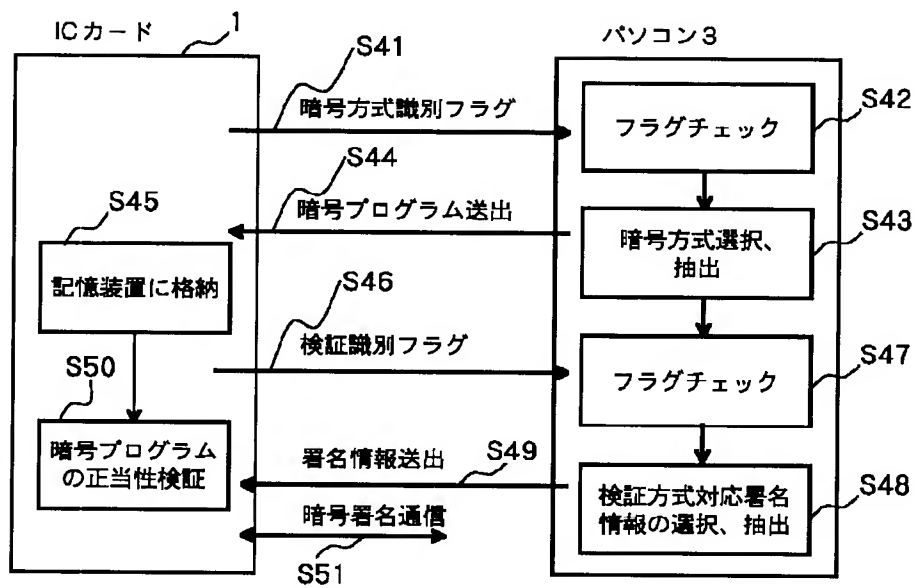 ICカード
1
パソコン3
S41
暗号方式識別フラグ
フラグチェック
S42
S44
暗号プログラム送出
S45
記憶装置に格納
暗号方式選択、
抽出
S43
S46
検証識別フラグ
フラグチェック
S47
S50
暗号プログラム
の正当性検証
署名情報送出
S49
検証方式対応署名
情報の選択、抽出
S48
暗号署名通信
S51